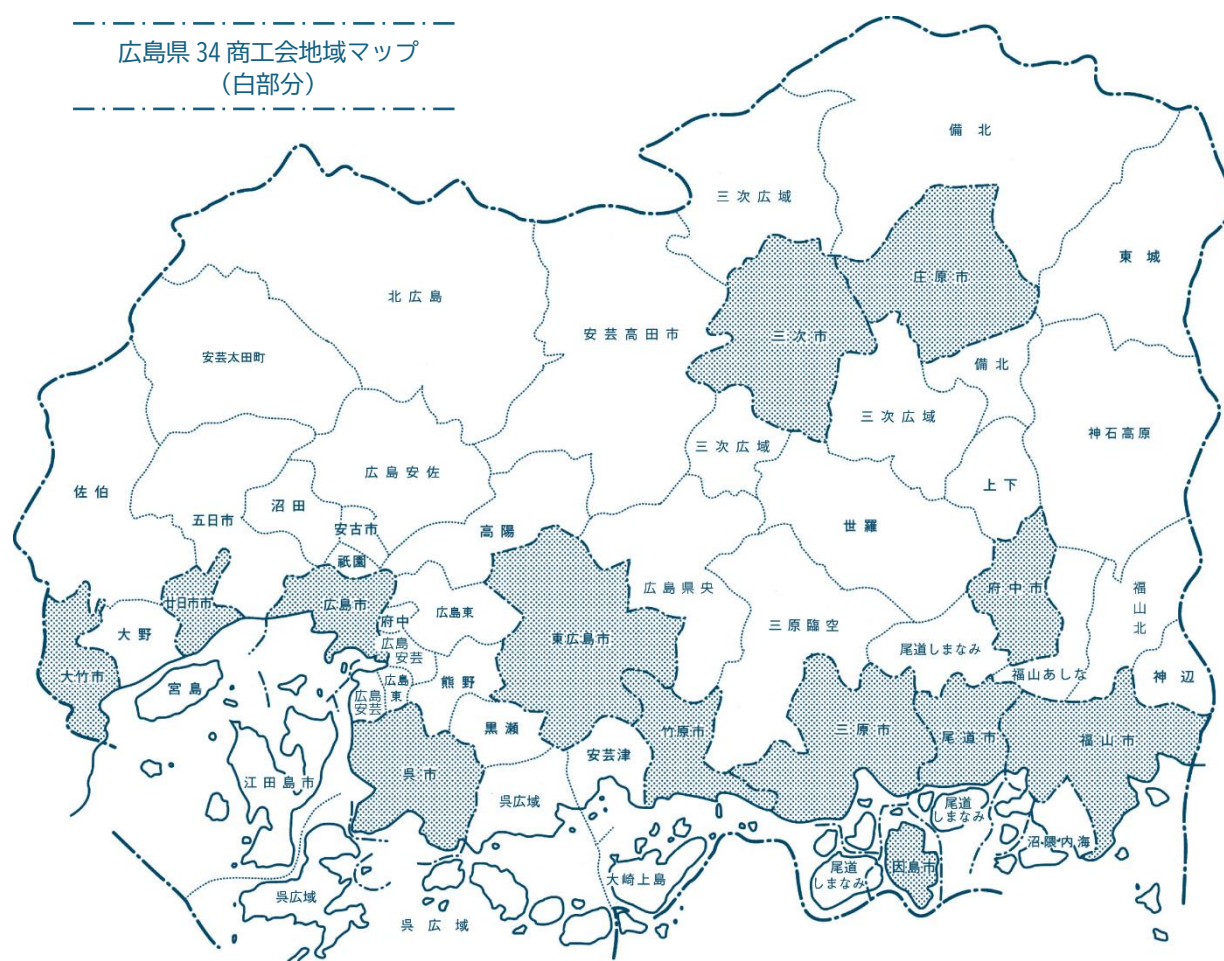 広島県 34 商工会地域マップ
（白部分）
備北
三次広域
東城
庄原市
北広島
安芸高田市
三次市
安芸太田町
備北
三次広域
神石高原
三次広域
広島安佐
佐伯
上下
沼田
五日市
安古市
高陽
世羅
祇園
広島県央
府中市
福山北
廿日市市
広島市
広島東
府中
三原臨空
大野
東広島市
広島
安芸
尾道しまなみ
大竹市
宮島
広島
東
熊野
福山あしな
神辺
広島
安芸
黒瀬
竹原市
三原市
尾道市
福山市
安芸津
江田島市
呉市
呉広域
尾道
しまなみ
沼・隈内海
大崎上島
尾道
しまなみ
因島市
呉広域
呉広域